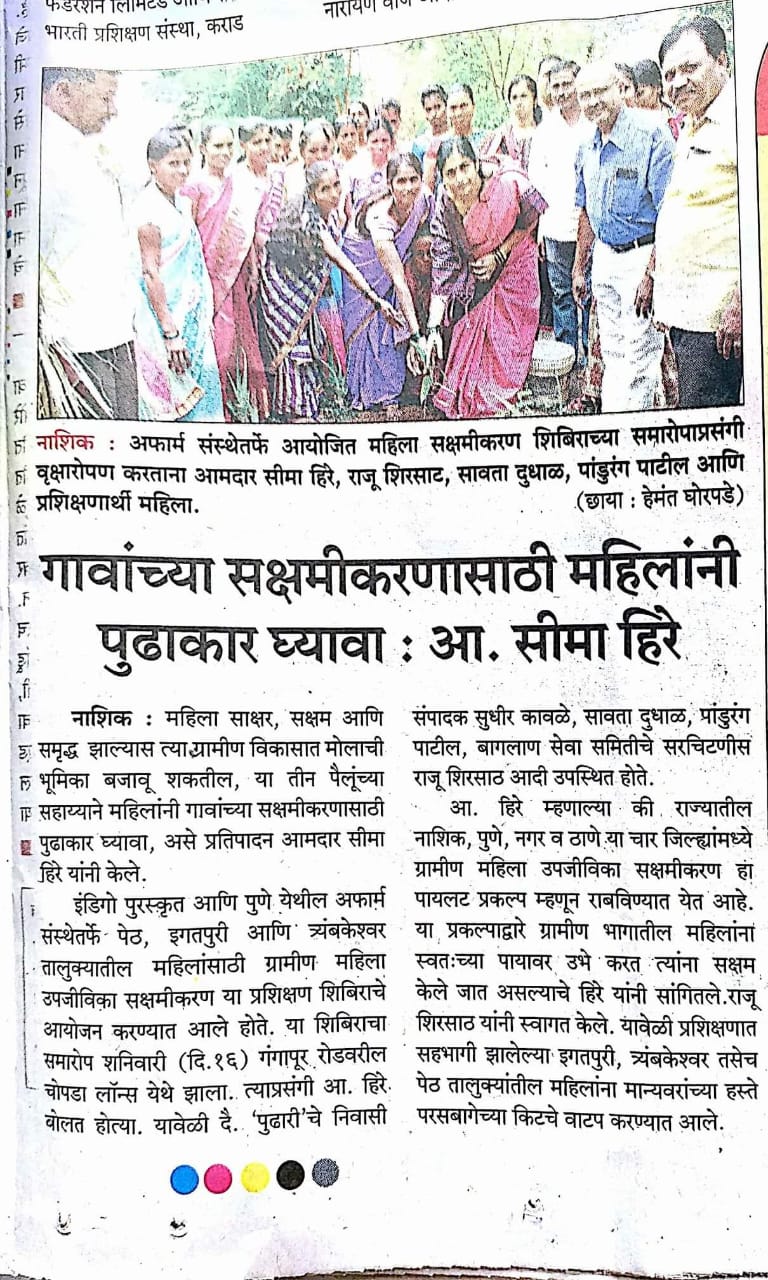 भारती प्रशिक्षण संस्था, कराड
नाशिक : अफार्म संस्थेतर्फे आयोजित महिला सक्षमीकरण शिबिराच्या समारोपाप्रसंगी
वृक्षारोपण करताना आमदार सीमा हिरे, राजू शिरसाट, सावता दुधाळ, पांडुरंग पाटील आणि
प्रशिक्षणार्थी महिला. (छाया : हेमंत घोरपडे)
गावांच्या सक्षमीकरणासाठी महिलांनी
पुढाकार घ्यावा : आ. सीमा हिरे
नाशिक : महिला साक्षर, सक्षम आणि
समृद्ध झाल्यास त्या ग्रामीण विकासात मोलाची
भूमिका बजावू शकतील, या तीन पैलूंच्या
सहाय्याने महिलांनी गावांच्या सक्षमीकरणासाठी
पुढाकार घ्यावा, असे प्रतिपादन आमदार सीमा
हिरे यांनी केले.
इंडिगो पुरस्कृत आणि पुणे येथील अफार्म
संस्थेतर्फे पेठ, इगतपुरी आणि त्र्यंबकेश्वर
तालुक्यातील महिलांसाठी ग्रामीण महिला
उपजीविका सक्षमीकरण या प्रशिक्षण शिबिराचे
आयोजन करण्यात आले होते. या शिबिराचा
समारोप शनिवारी (दि.१६) गंगापूर रोडवरील
चोपडा लॉन्स येथे झाला. त्याप्रसंगी आ. हिरे
बोलत होत्या. यावेळी दै. 'पुढारी'चे निवासी
संपादक सुधीर कावळे, सावता दुधाळ, पांडुरंग
पाटील, बागलाण सेवा समितीचे सरचिटणीस
राजू शिरसाठ आदी उपस्थित होते.
आ. हिरे म्हणाल्या की, राज्यातील
नाशिक, पुणे, नगर व ठाणे या चार जिल्ह्यांमध्ये
ग्रामीण महिला उपजीविका सक्षमीकरण हा
पायलट प्रकल्प म्हणून राबविण्यात येत आहे.
या प्रकल्पाद्वारे ग्रामीण भागातील महिलांना
स्वतःच्या पायावर उभे करत त्यांना सक्षम
केले जात असल्याचे हिरे यांनी सांगितले.राजू
शिरसाठ यांनी स्वागत केले. यावेळी प्रशिक्षणात
सहभागी झालेल्या इगतपुरी, त्र्यंबकेश्वर तसेच
पेठ तालुक्यांतील महिलांना मान्यवरांच्या हस्ते
परसबागेच्या किटचे वाटप करण्यात आले.